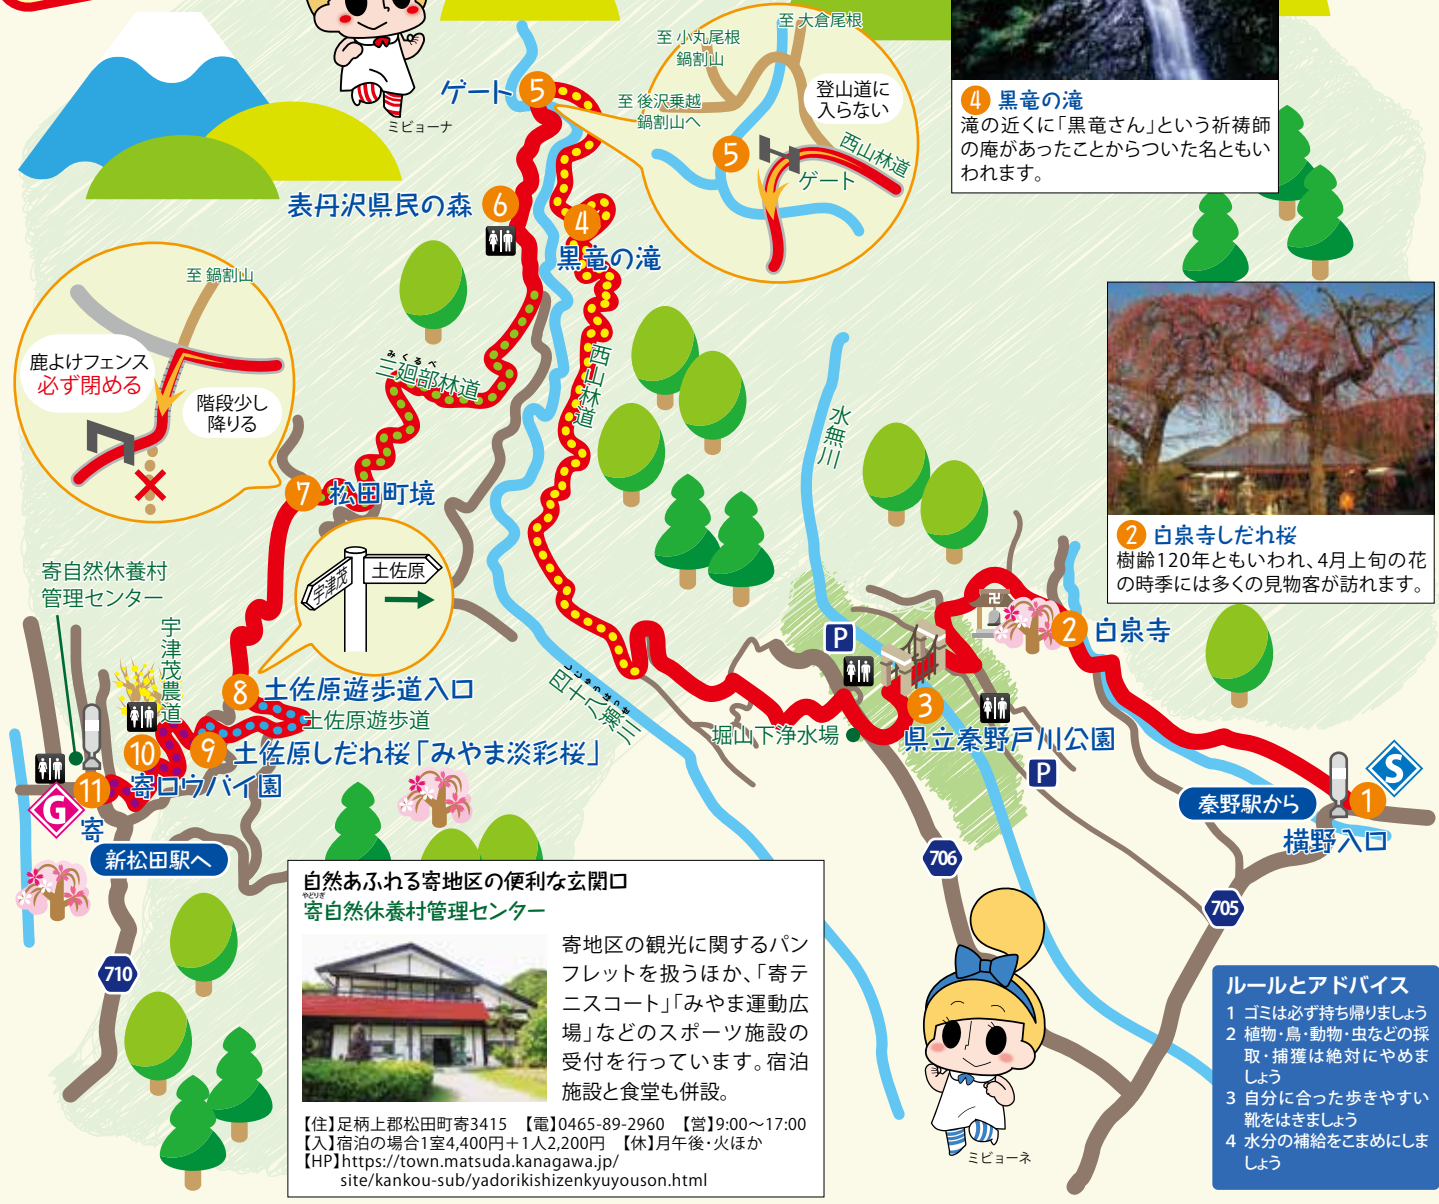 ミビョーナ
ゲート
5
至 小丸尾根
鍋割山
至 大倉尾根
至 後沢乗越
鍋割山へ
登山道に
入らない
5
西山林道
ゲート
4 黒竜の滝
滝の近くに「黒竜さん」という祈祷師
の庵があったことからついた名ともい
われます。
表丹沢県民の森
6
4
黒竜の滝
至 鍋割山
鹿よけフェンス
必ず閉める
階段少し
降りる
みくるべ
三廻部林道
西山林道
水無川
7 松田町境
2 白泉寺しだれ桜
樹齢120年ともいわれ、4月上旬の花
の時季には多くの見物客が訪れます。
宇津茂
土佐原
寄自然休養村
管理センター
宇津茂農道
8 土佐原遊歩道入口
土佐原遊歩道
9 土佐原しだれ桜「みやま淡彩桜」
10
寄ロウバイ園
11
G
寄
新松田駅へ
しじゅうはっせ
四十八瀬川
P
卍
2 白泉寺
3
県立秦野戸川公園
P
堀山下浄水場
秦野駅から
S
1
横野入口
706
705
710
自然あふれる寄地区の便利な玄関口
やどりき
寄自然休養村管理センター
寄地区の観光に関するパン
フレットを扱うほか、「寄テ
ニスコート」「みやま運動広
場」などのスポーツ施設の
受付を行っています。宿泊
施設と食堂も併設。
【住】足柄上郡松田町寄3415 【電】0465-89-2960 【営】9:00〜17:00
【入】宿泊の場合1室4,400円＋1人2,200円 【休】月午後・火ほか
【HP】https://town.matsuda.kanagawa.jp/
site/kankou-sub/yadorikishizenkyuyouson.html
ミビョーネ
ルールとアドバイス
1 ゴミは必ず持ち帰りましょう
2 植物・鳥・動物・虫などの採
取・捕獲は絶対にやめま
しょう
3 自分に合った歩きやすい
靴をはきましょう
4 水分の補給をこまめにしま
しょう